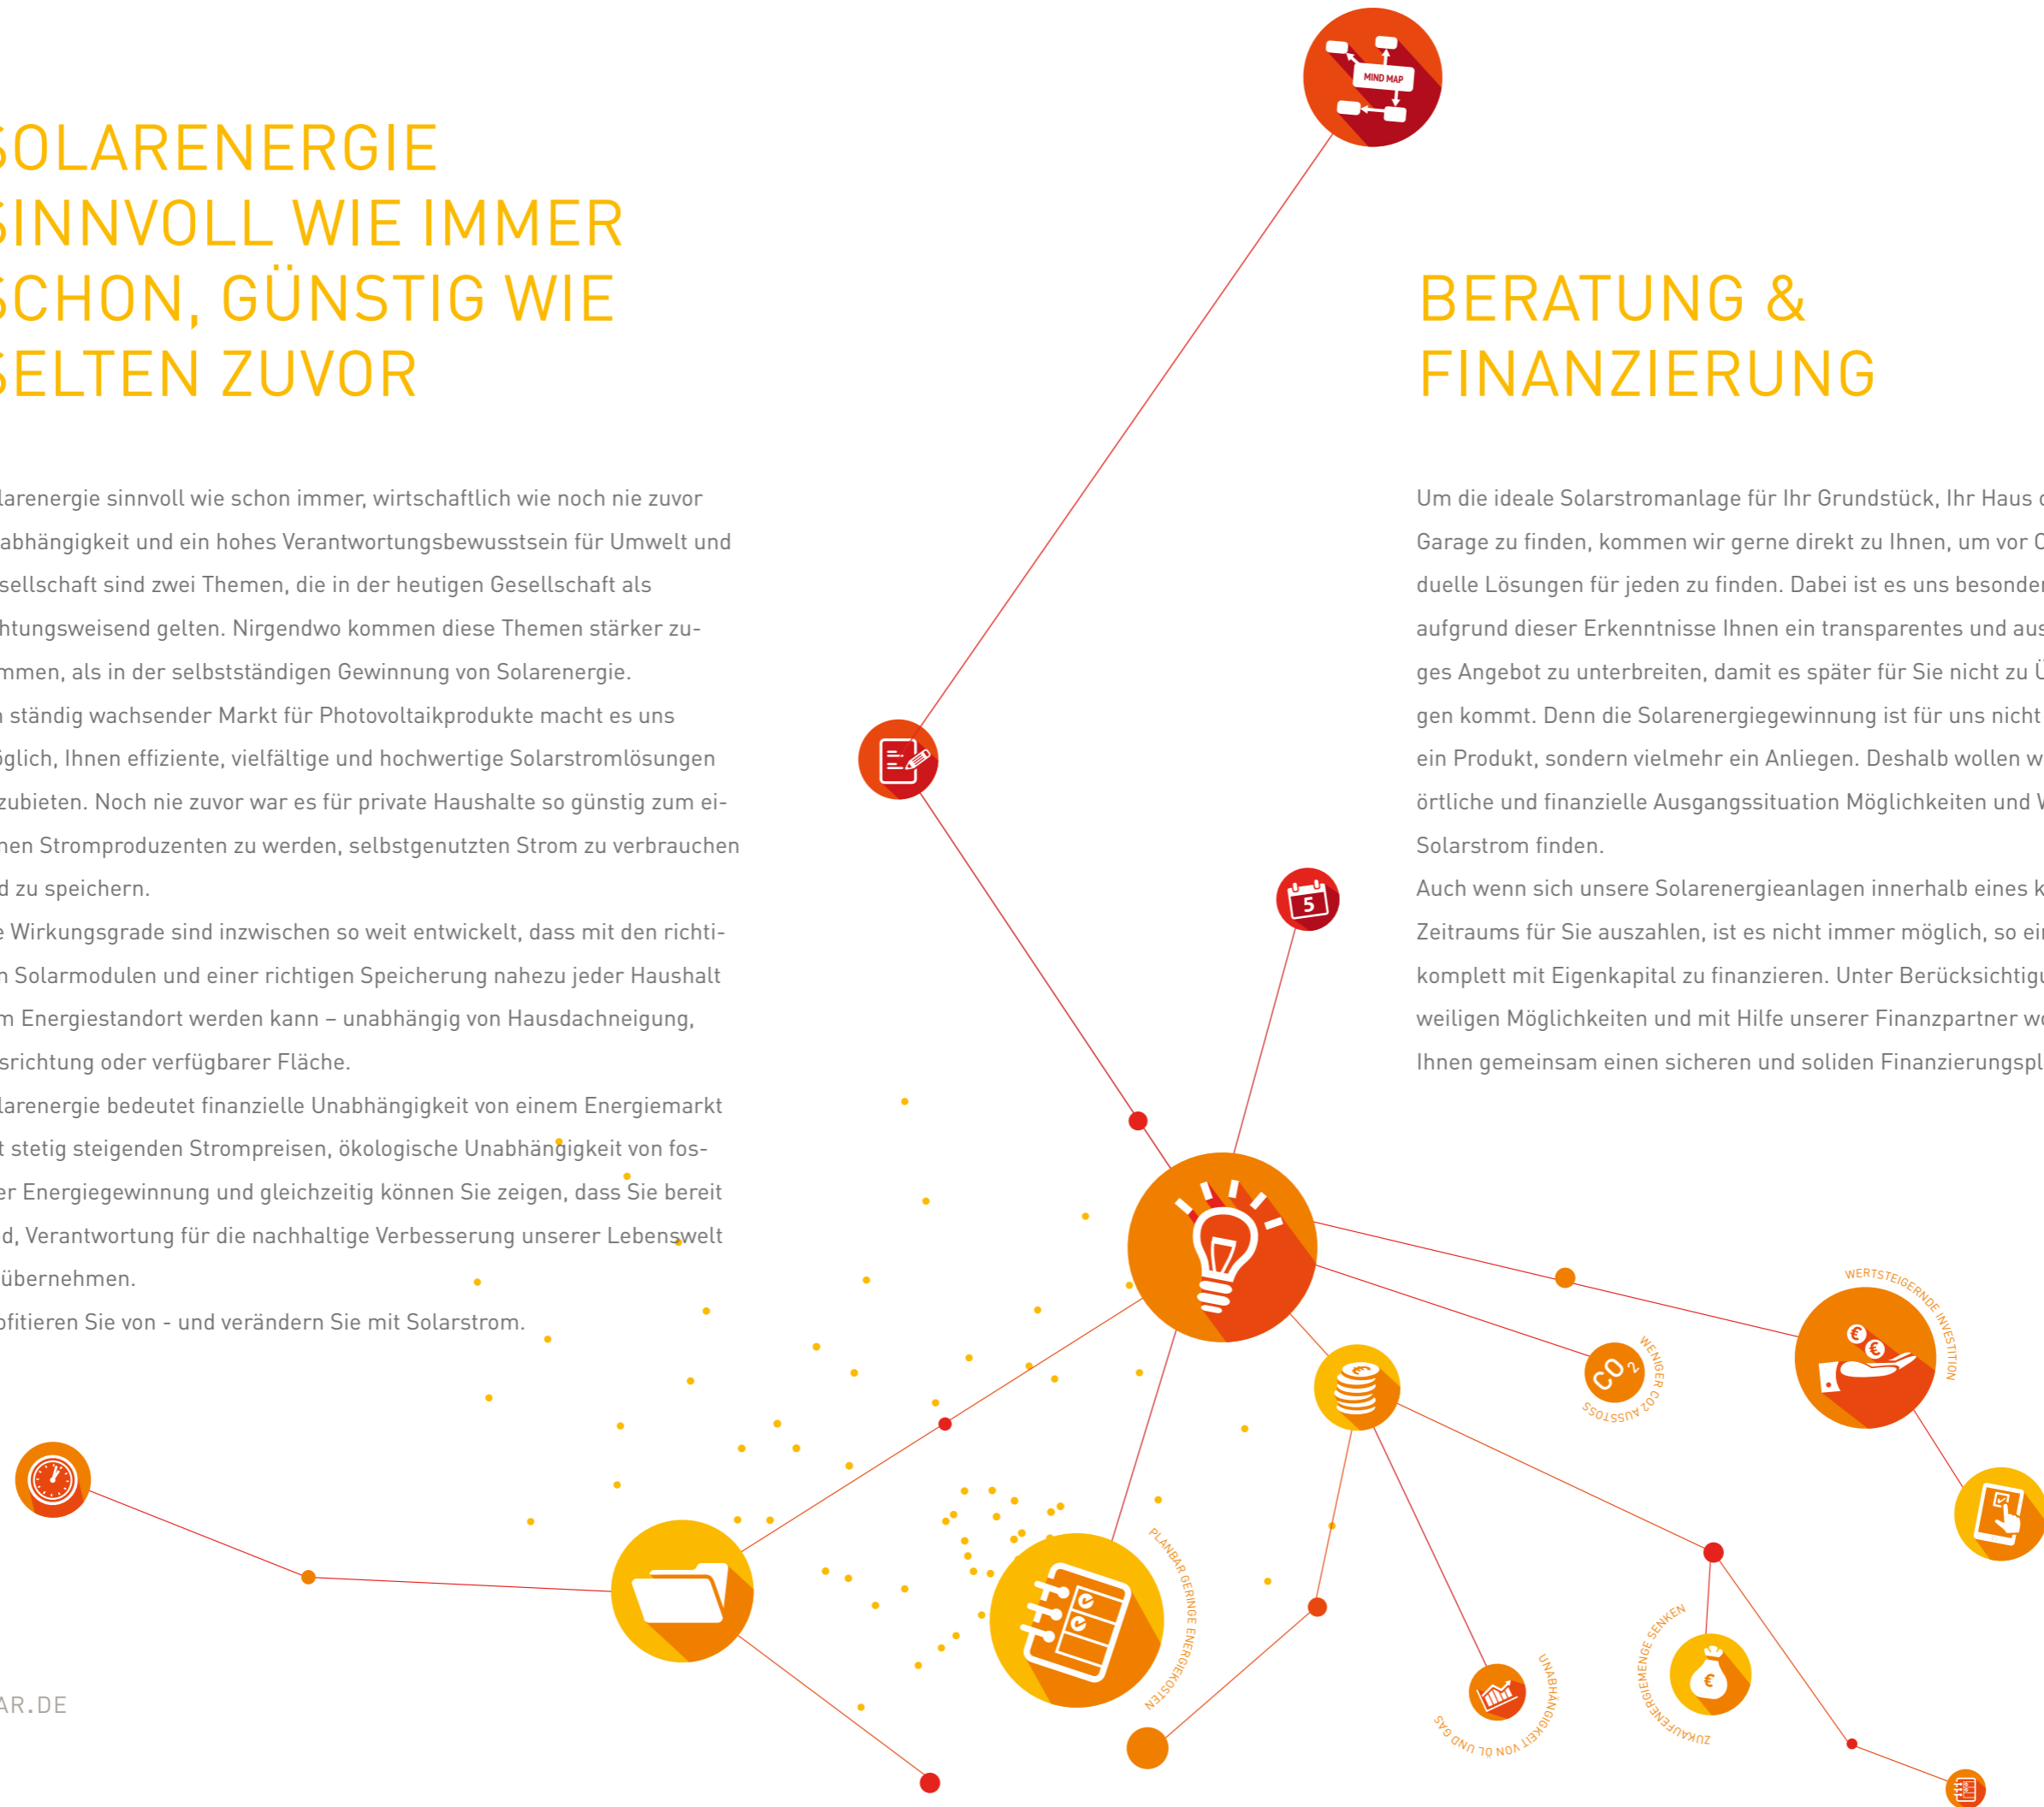 SOLARENERGIE
SINNVOLL WIE IMMER
SCHON, GÜNSTIG WIE
SELTEN ZUVOR
larenergie sinnvoll wie schon immer, wirtschaftlich wie noch nie zuvor
abhängigkeit und ein hohes Verantwortungsbewusstsein für Umwelt und
sellschaft sind zwei Themen, die in der heutigen Gesellschaft als
htungsweisend gelten. Nirgendwo kommen diese Themen stärker zu-
mmen, als in der selbstständigen Gewinnung von Solarenergie.
n ständig wachsender Markt für Photovoltaikprodukte macht es uns
öglich, Ihnen effiziente, vielfältige und hochwertige Solarstromlösungen
zubieten. Noch nie zuvor war es für private Haushalte so günstig zum ei-
nen Stromproduzenten zu werden, selbstgenutzten Strom zu verbrauchen
d zu speichern.
e Wirkungsgrade sind inzwischen so weit entwickelt, dass mit den richti-
n Solarmodulen und einer richtigen Speicherung nahezu jeder Haushalt
m Energiestandort werden kann – unabhängig von Hausdachneigung,
srichtung oder verfügbarer Fläche.
larenergie bedeutet finanzielle Unabhängigkeit von einem Energiemarkt
t stetig steigenden Strompreisen, ökologische Unabhängigkeit von fos-
er Energiegewinnung und gleichzeitig können Sie zeigen, dass Sie bereit
d, Verantwortung für die nachhaltige Verbesserung unserer Lebenswelt
übernehmen.
ofitieren Sie von - und verändern Sie mit Solarstrom.
AR.DE
MIND MAP
5
BERATUNG &
FINANZIERUNG
Um die ideale Solarstromanlage für Ihr Grundstück, Ihr Haus
Garage zu finden, kommen wir gerne direkt zu Ihnen, um vor
duelle Lösungen für jeden zu finden. Dabei ist es uns besonder
aufgrund dieser Erkenntnisse Ihnen ein transparentes und aus
ges Angebot zu unterbreiten, damit es später für Sie nicht zu Ü
gen kommt. Denn die Solarenergiegewinnung ist für uns nicht
ein Produkt, sondern vielmehr ein Anliegen. Deshalb wollen w
örtliche und finanzielle Ausgangssituation Möglichkeiten und
Solarstrom finden.
Auch wenn sich unsere Solarenergieanlagen innerhalb eines k
Zeitraums für Sie auszahlen, ist es nicht immer möglich, so ein
komplett mit Eigenkapital zu finanzieren. Unter Berücksichtigu
weiligen Möglichkeiten und mit Hilfe unserer Finanzpartner wo
Ihnen gemeinsam einen sicheren und soliden Finanzierungspl
WERTSTEIGERNDE INVESTITION
CO2
WENIGER CO2 AUSSTOSS
PLANBAR GERINGE ENERGIEKOSTEN
UNABHÄNGIGKEIT VON ÖL UND GAS
ZUKAUFENERGIEMENGE SENKEN